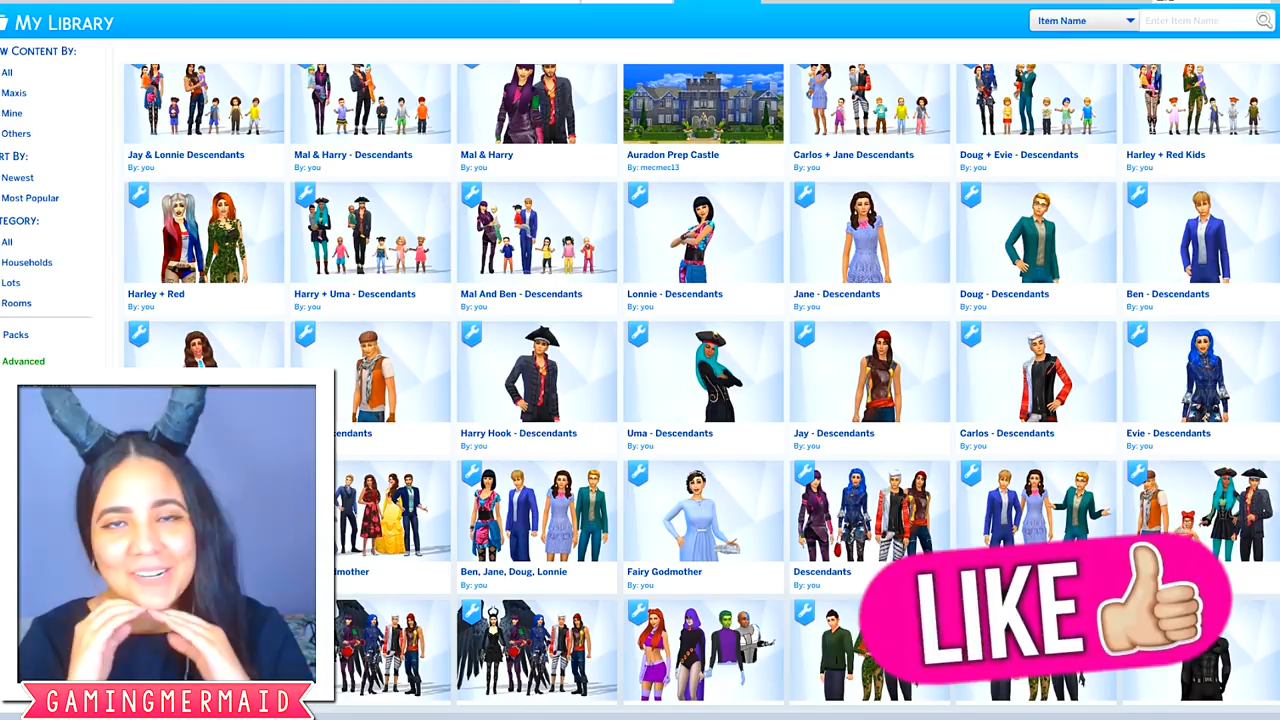 My Library
Item Name
Enter Item Name
W Content By:
All
Maxis
Mine
Others
RT By:
Newest
Most Popular
TEGORY:
All
Households
Lots
Rooms
Packs
Advanced
Jay & Lonnie Descendants
By: you
Mal & Harry - Descendants
By: you
Mal & Harry
By: you
Auradon Prep Castle
By: mecmec13
Carlos + Jane Descendants
By: you
Doug + Evie - Descendants
By: you
Harley + Red Kids
By: you
Harley + Red
By: you
Harry + Uma - Descendants
By: you
Mal And Ben - Descendants
By: you
Lonnie - Descendants
By: you
Jane - Descendants
By: you
Doug - Descendants
By: you
Ben - Descendants
By: you
endants
Harry Hook - Descendants
By: you
Uma - Descendants
By: you
Jay - Descendants
By: you
Carlos - Descendants
By: you
Evie - Descendants
By: you
mother
Ben, Jane, Doug, Lonnie
By: you
Fairy Godmother
By: you
Descendants
By: you
LIKE
GAMINGMERMAID